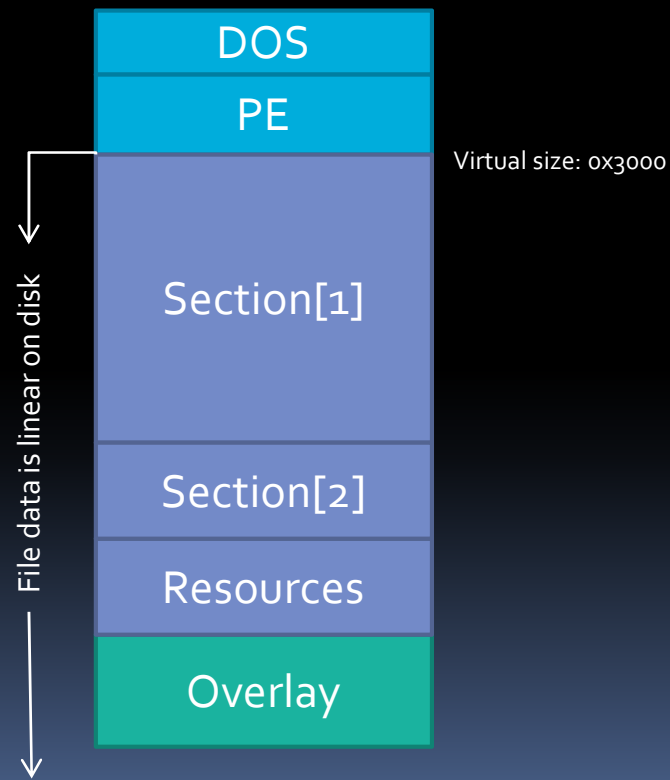 DOS
PE
Virtual size: 0x3000
Section[1]
File data is linear on disk
Section[2]
Resources
Overlay